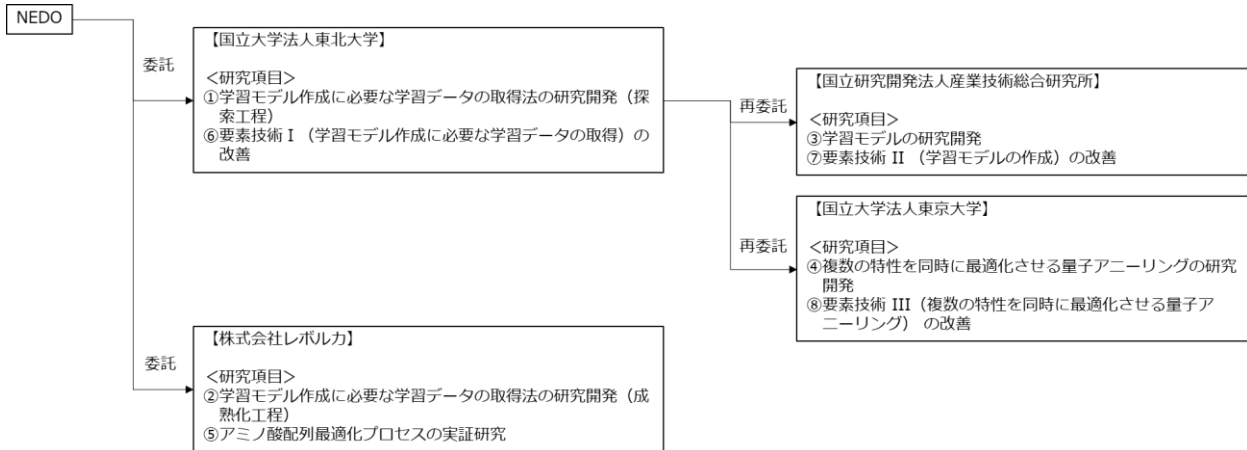 NEDO
委託
【国立大学法人東北大学】
<研究項目>
①学習モデル作成に必要な学習データの取得法の研究開発（探
索工程）
⑥要素技術 I （学習モデル作成に必要な学習データの取得）の
改善
再委託
【国立研究開発法人産業技術総合研究所】
<研究項目>
③学習モデルの研究開発
⑦要素技術 II （学習モデルの作成）の改善
再委託
【国立大学法人東京大学】
<研究項目>
④複数の特性を同時に最適化させる量子アニーリングの研究
開発
⑧要素技術 III（複数の特性を同時に最適化させる量子ア
ニーリング） の改善
委託
【株式会社レボルカ】
<研究項目>
②学習モデル作成に必要な学習データの取得法の研究開発（成
熟化工程）
⑤アミノ酸配列最適化プロセスの実証研究